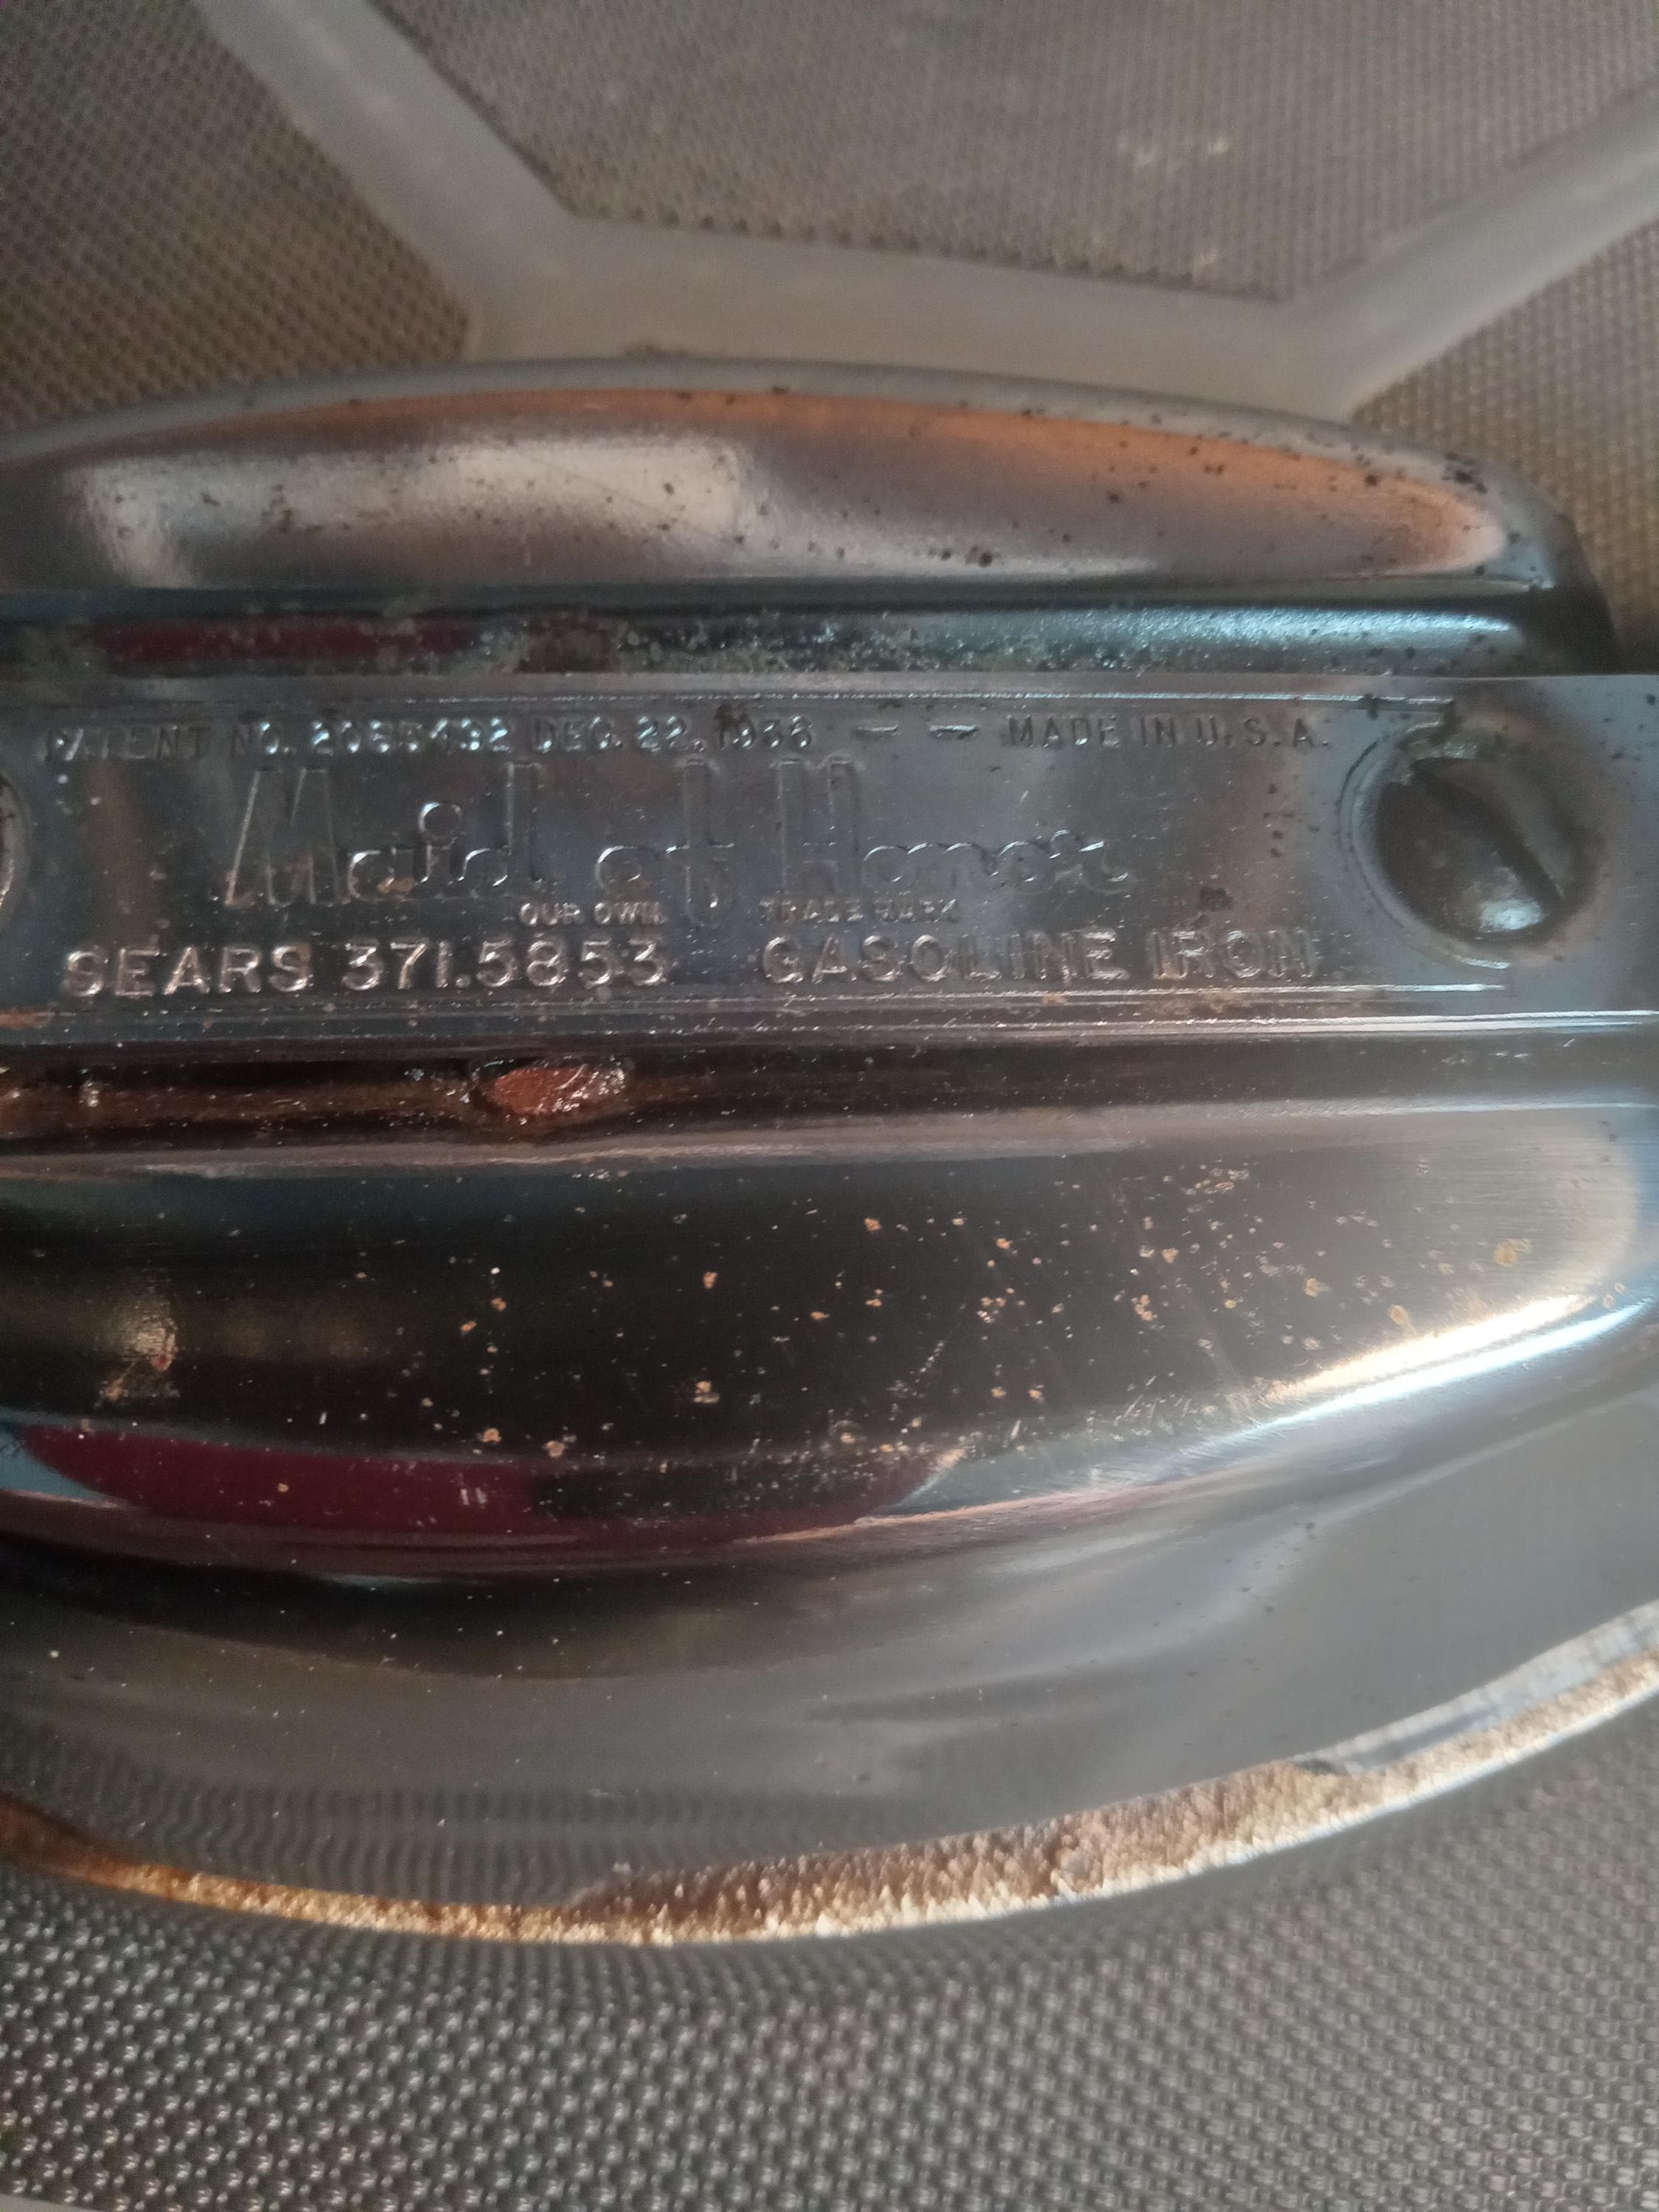 PATENT NO. 2065432 DEC. 22, 1936 — — MADE IN U.S.A.
Maid of Honor
OUR OWN TRADE MARK
SEARS 371.5853 GASOLINE IRON